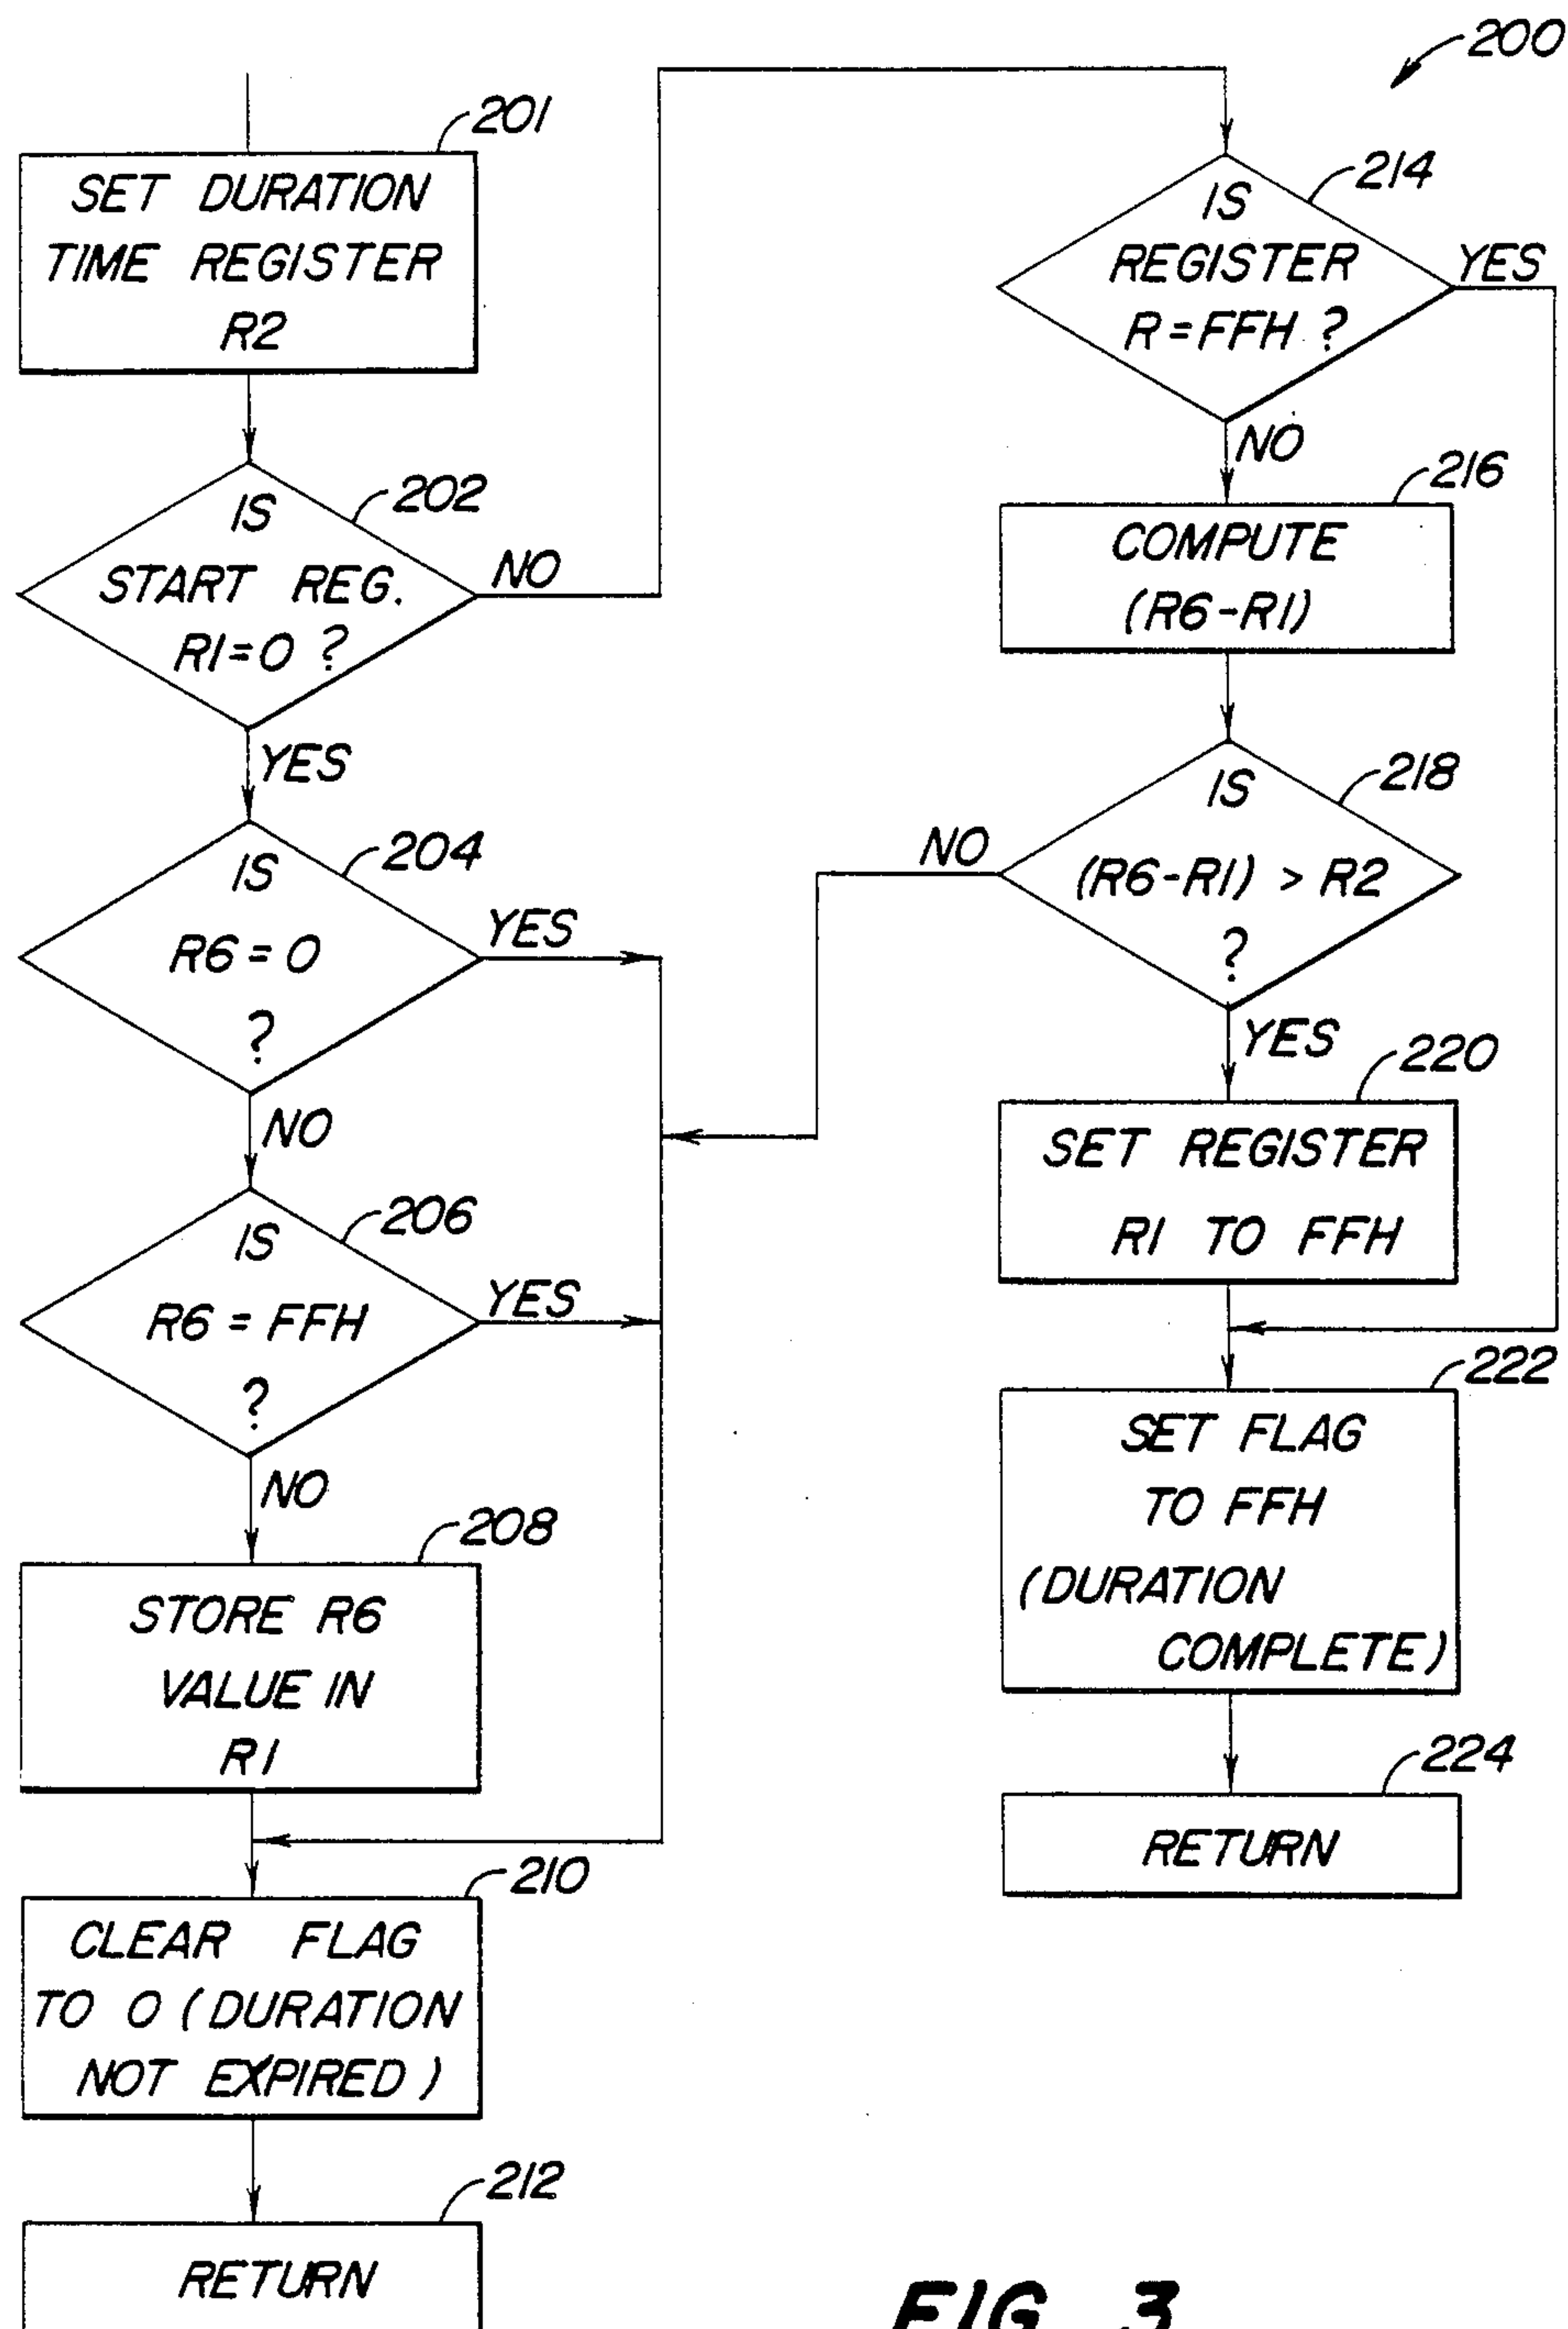 200
201
SET DURATION
TIME REGISTER
R2
202
IS
START REG.
R1=0 ?
NO
YES
204
IS
R6=0
?
YES
NO
206
IS
R6=FFH
?
YES
NO
208
STORE R6
VALUE IN
R1
210
CLEAR FLAG
TO 0 (DURATION
NOT EXPIRED)
212
RETURN
214
IS
REGISTER
R=FFH ?
YES
NO
216
COMPUTE
(R6-R1)
218
IS
(R6-R1) > R2
?
NO
YES
220
SET REGISTER
R1 TO FFH
222
SET FLAG
TO FFH
(DURATION
COMPLETE)
224
RETURN
FIG. 3